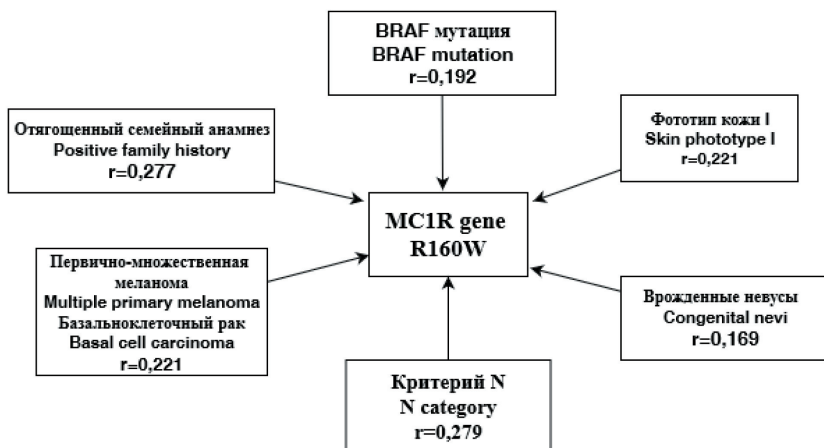 BRAF мутация
BRAF mutation
r=0,192
Отягощенный семейный анамнез
Positive family history
r=0,277
Фототип кожи I
Skin phototype I
r=0,221
MC1R gene
R160W
Первично-множественная
меланома
Multiple primary melanoma
Базальноклеточный рак
Basal cell carcinoma
r=0,221
Врожденные невусы
Congenital nevi
r=0,169
Критерий N
N category
r=0,279